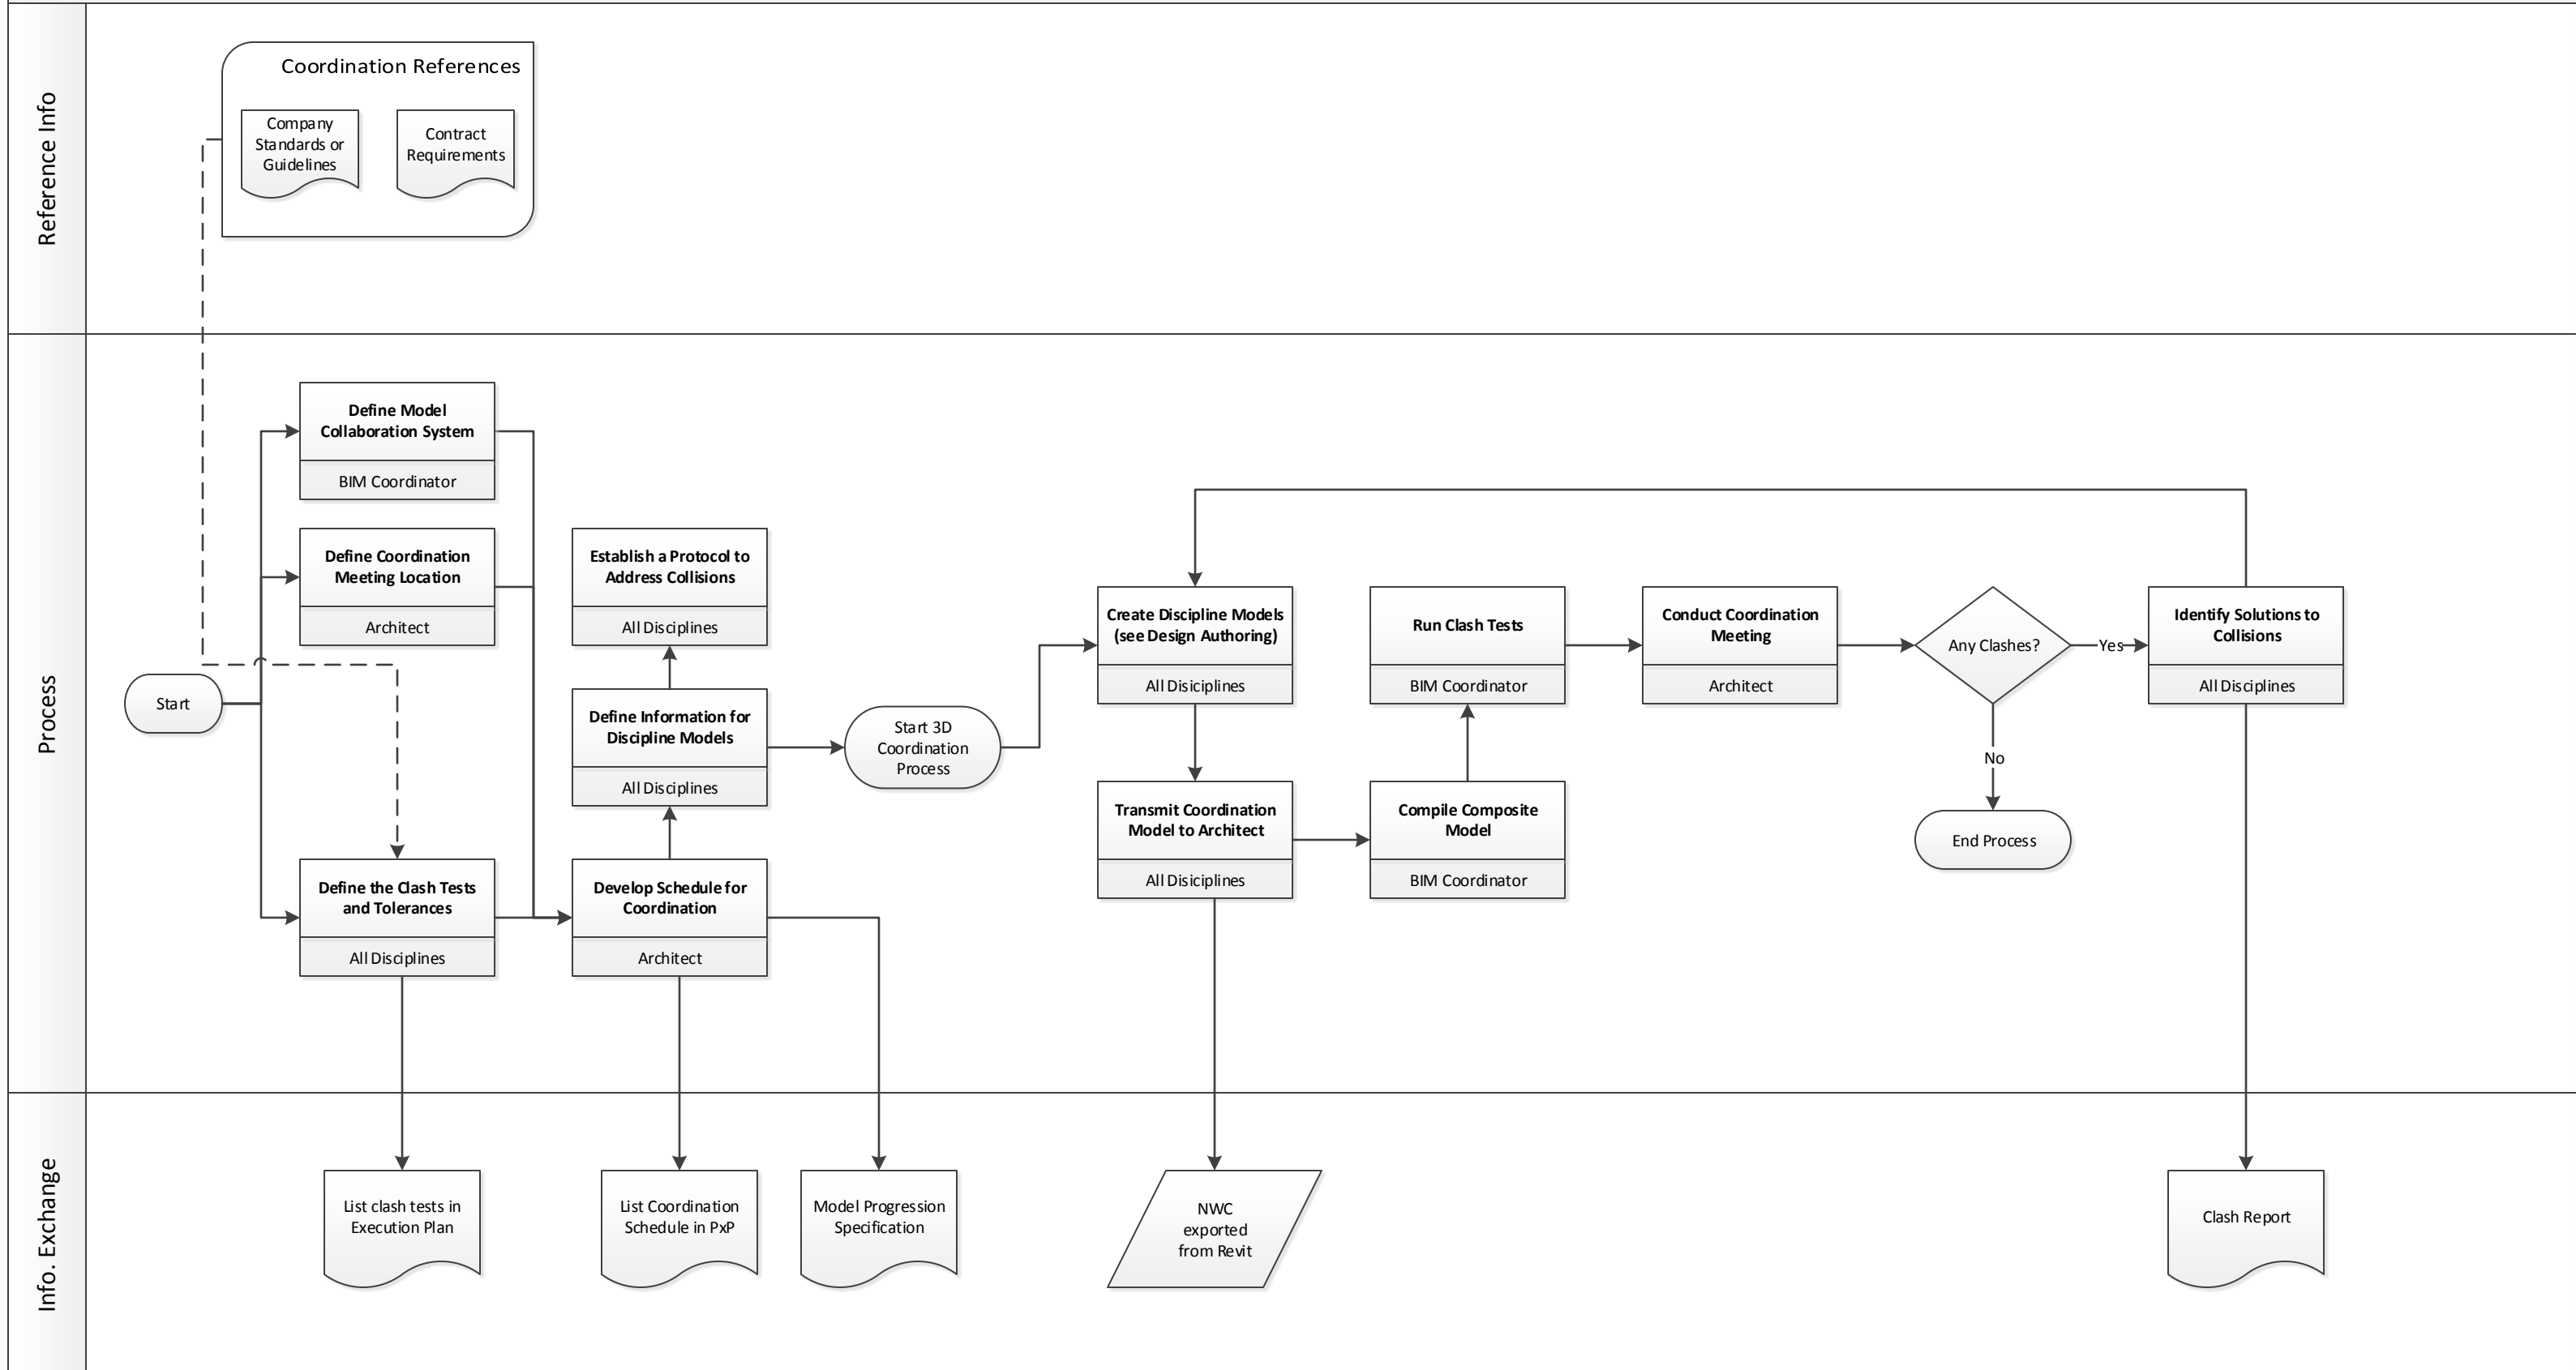 Reference Info
Coordination References
Company
Standards or
Guidelines
Contract
Requirements
Process
Start
Define Model
Collaboration System
BIM Coordinator
Define Coordination
Meeting Location
Architect
Define the Clash Tests
and Tolerances
All Disciplines
Establish a Protocol to
Address Collisions
All Disciplines
Define Information for
Discipline Models
All Disciplines
Develop Schedule for
Coordination
Architect
Start 3D
Coordination
Process
Create Discipline Models
(see Design Authoring)
All Disiciplines
Transmit Coordination
Model to Architect
All Disiciplines
Run Clash Tests
BIM Coordinator
Compile Composite
Model
BIM Coordinator
Conduct Coordination
Meeting
Architect
Any Clashes?
Yes
No
End Process
Identify Solutions to
Collisions
All Disciplines
Info. Exchange
List clash tests in
Execution Plan
List Coordination
Schedule in PxP
Model Progression
Specification
NWC
exported
from Revit
Clash Report